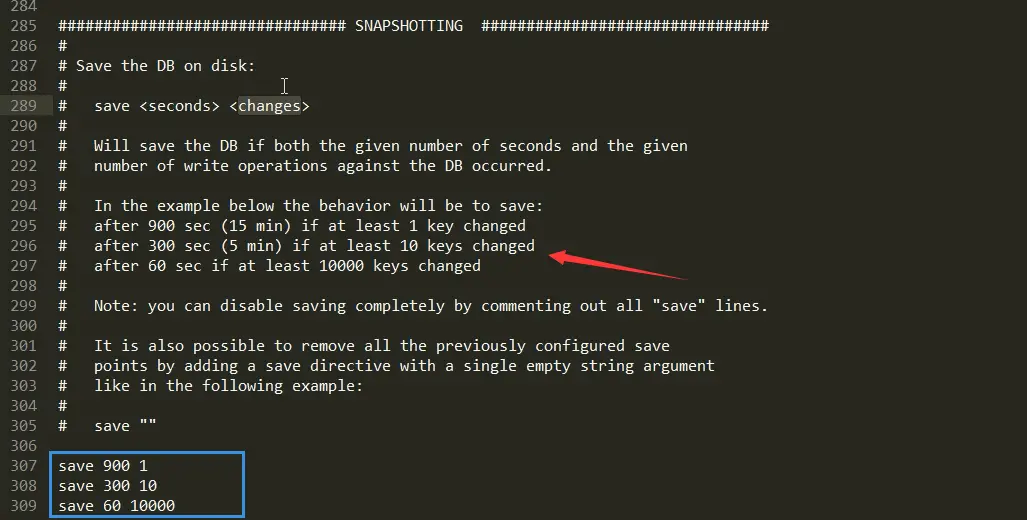 284
285 ################################ SNAPSHOTTING  ################################
286 #
287 # Save the DB on disk:
288 #
289 #   save <seconds> <changes>
290 #
291 #   Will save the DB if both the given number of seconds and the given
292 #   number of write operations against the DB occurred.
293 #
294 #   In the example below the behavior will be to save:
295 #   after 900 sec (15 min) if at least 1 key changed
296 #   after 300 sec (5 min) if at least 10 keys changed
297 #   after 60 sec if at least 10000 keys changed
298 #
299 #   Note: you can disable saving completely by commenting out all "save" lines.
300 #
301 #   It is also possible to remove all the previously configured save
302 #   points by adding a save directive with a single empty string argument
303 #   like in the following example:
304 #
305 #   save ""
306
307 save 900 1
308 save 300 10
309 save 60 10000